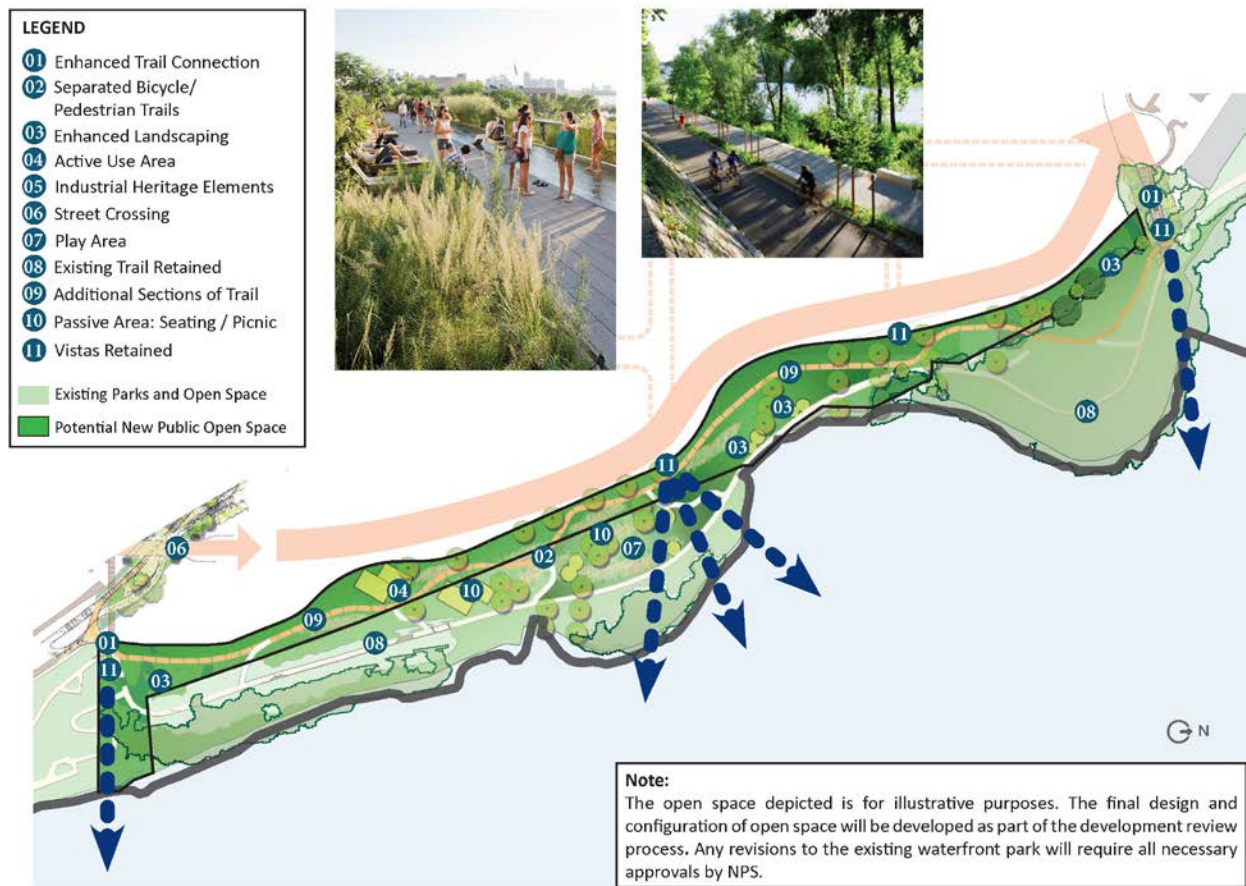 LEGEND
01 Enhanced Trail Connection
02 Separated Bicycle/
Pedestrian Trails
03 Enhanced Landscaping
04 Active Use Area
05 Industrial Heritage Elements
06 Street Crossing
07 Play Area
08 Existing Trail Retained
09 Additional Sections of Trail
10 Passive Area: Seating / Picnic
11 Vistas Retained
Existing Parks and Open Space
Potential New Public Open Space
01
11
03
11
09
03
08
03
11
10
07
02
06
04
10
09
08
01
11
03
N
Note:
The open space depicted is for illustrative purposes. The final design and
configuration of open space will be developed as part of the development review
process. Any revisions to the existing waterfront park will require all necessary
approvals by NPS.